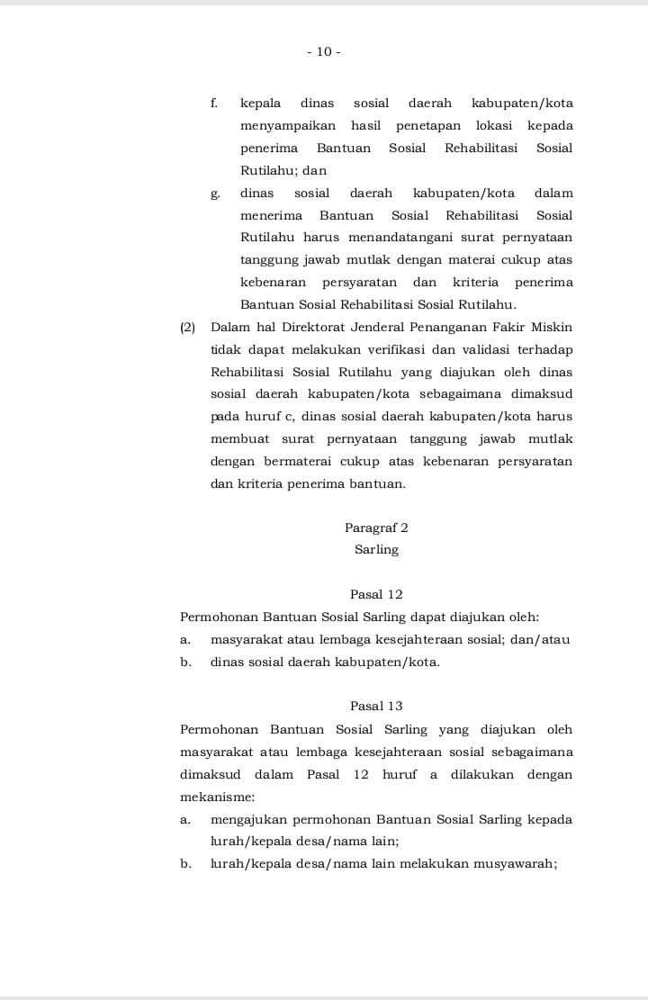 - 10 -
f. kepala dinas sosial daerah kabupaten/kota
menyampaikan hasil penetapan lokasi kepada
penerima Bantuan Sosial Rehabilitasi Sosial
Rutilahu; dan
g. dinas sosial daerah kabupaten/kota dalam
menerima Bantuan Sosial Rehabilitasi Sosial
Rutilahu harus menandatangani surat pernyataan
tanggung jawab mutlak dengan materai cukup atas
kebenaran persyaratan dan kriteria penerima
Bantuan Sosial Rehabilitasi Sosial Rutilahu.
(2) Dalam hal Direktorat Jenderal Penanganan Fakir Miskin
tidak dapat melakukan verifikasi dan validasi terhadap
Rehabilitasi Sosial Rutilahu yang diajukan oleh dinas
sosial daerah kabupaten/kota sebagaimana dimaksud
pada huruf c, dinas sosial daerah kabupaten/kota harus
membuat surat pernyataan tanggung jawab mutlak
dengan bermaterai cukup atas kebenaran persyaratan
dan kriteria penerima bantuan.
Paragraf 2
Sarling
Pasal 12
Permohonan Bantuan Sosial Sarling dapat diajukan oleh:
a. masyarakat atau lembaga kesejahteraan sosial; dan/atau
b. dinas sosial daerah kabupaten/kota.
Pasal 13
Permohonan Bantuan Sosial Sarling yang diajukan oleh
masyarakat atau lembaga kesejahteraan sosial sebagaimana
dimaksud dalam Pasal 12 huruf a dilakukan dengan
mekanisme:
a. mengajukan permohonan Bantuan Sosial Sarling kepada
lurah/kepala desa/nama lain;
b. lurah/kepala desa/nama lain melakukan musyawarah;